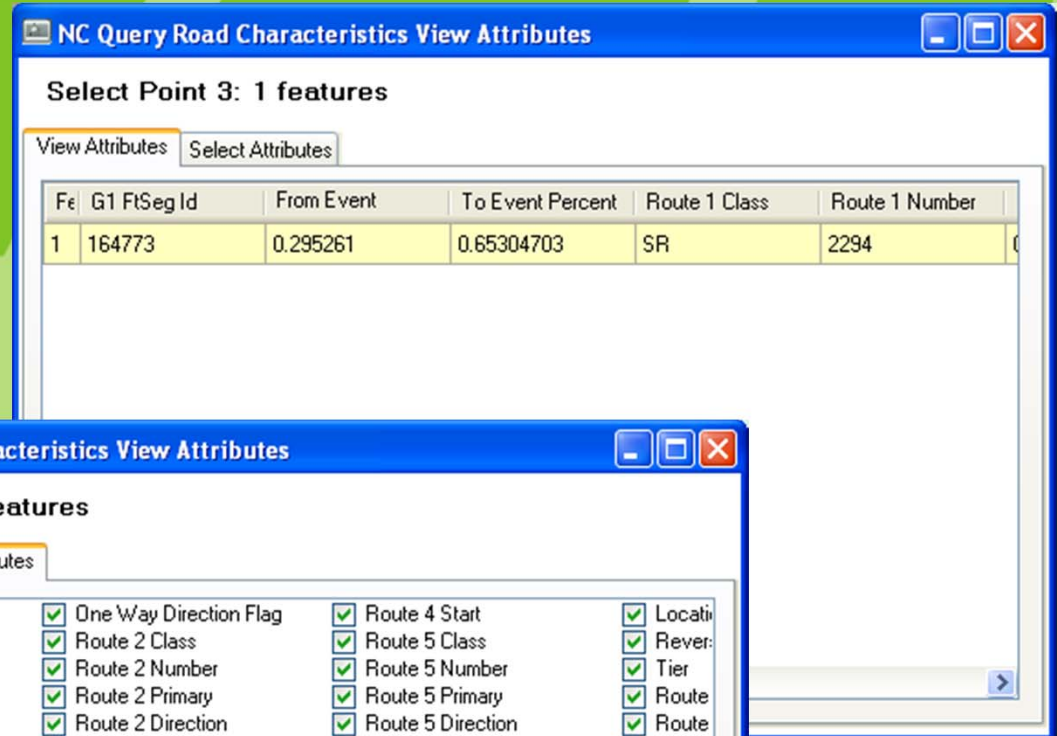 NC Query Road Characteristics View Attributes
Select Point 3: 1 features
View Attributes Select Attributes
G1 FtSeg Id From Event To Event Percent Route 1 Class Route 1 Number
1 164773 0.295261 0.65304703 SR 2294
View Attributes
One Way Direction Flag Route 4 Start
Route 2 Class Route 5 Class
Route 2 Number Route 5 Number Tier
Route 2 Primary Route 5 Primary Route
Route 2 Direction Route 5 Direction Route